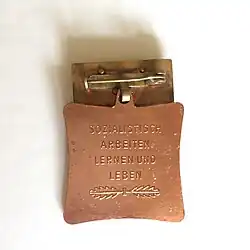 SOZIALISTISCH
ARBEITEN,
LERNEN UND
LEBEN